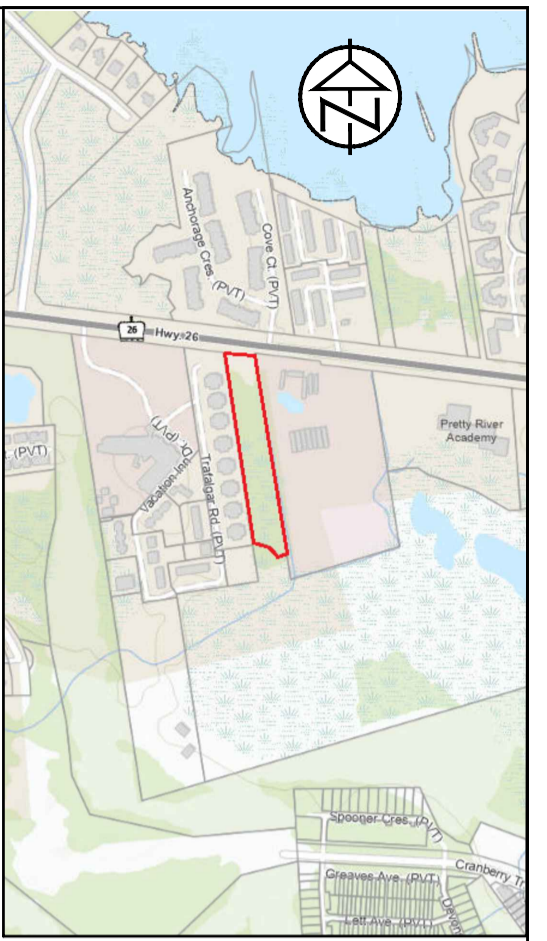 N
Anchorage Cres. (PVT)
Cove Ct. (PVT)
26
Hwy 26
Pretty River
Academy
. (PVT)
Vacation Inn Dr. (PVT)
Trafalgar Rd. (PVT)
Spooner Cres. (PVT)
Cranberry Tr
Greaves Ave. (PVT)
Devon
Lett Ave. (PVT)